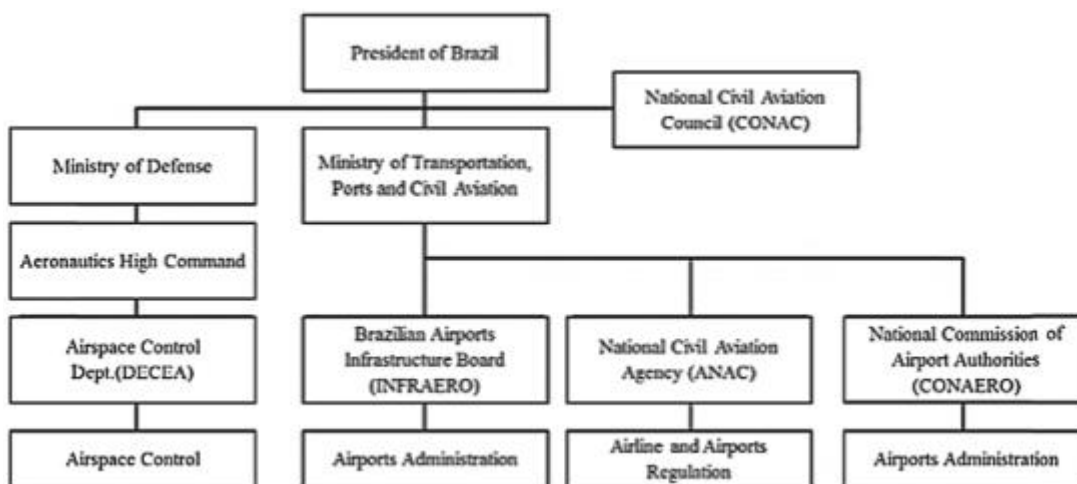 President of Brazil
National Civil Aviation
Council (CONAC)
Ministry of Defense
Ministry of Transportation,
Ports and Civil Aviation
Aeronautics High Command
Airspace Control
Dept.(DECEA)
Brazilian Airports
Infrastructure Board
(INFRAERO)
National Civil Aviation
Agency (ANAC)
National Commission of
Airport Authorities
(CONAERO)
Airspace Control
Airports Administration
Airline and Airports
Regulation
Airports Administration